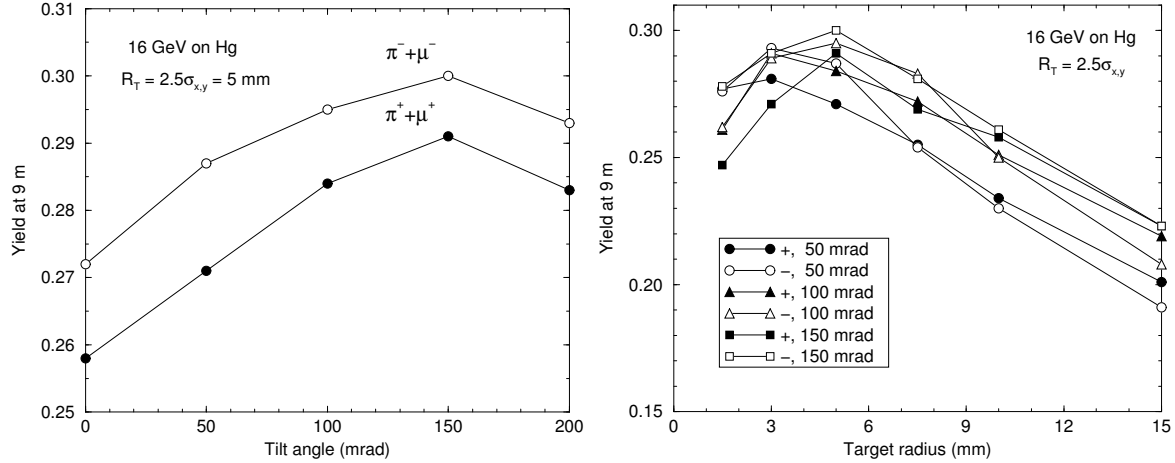 0.31
0.30
0.29
0.28
0.27
0.26
0.25
Yield at 9 m
16 GeV on Hg
R_T = 2.5σ_{x,y} = 5 mm
π⁻+μ⁻
π⁺+μ⁺
0 50 100 150 200
Tilt angle (mrad)
0.30
0.25
0.20
0.15
Yield at 9 m
16 GeV on Hg
R_T = 2.5σ_{x,y}
+, 50 mrad
−, 50 mrad
+, 100 mrad
−, 100 mrad
+, 150 mrad
−, 150 mrad
0 3 6 9 12 15
Target radius (mm)